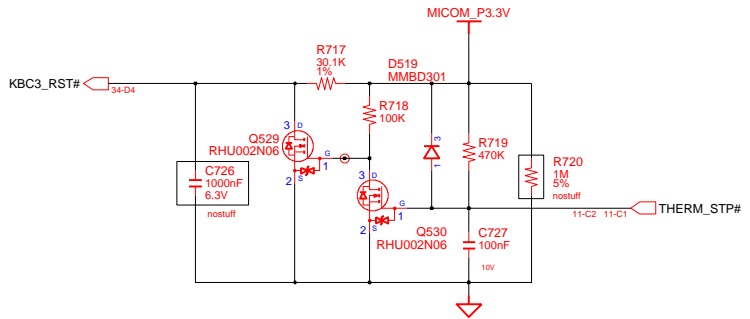 MICOM_P3.3V
R717
30.1K
1%
D519
MMBD301
KBC3_RST#
34-D4
R718
100K
3
D
Q529
RHU002N06
G
1
2
S
3
1
R719
470K
R720
1M
5%
nostuff
C726
1000nF
6.3V
nostuff
3
D
G
1
2
S
Q530
RHU002N06
11-C2
11-C1
THERM_STP#
C727
100nF
10V